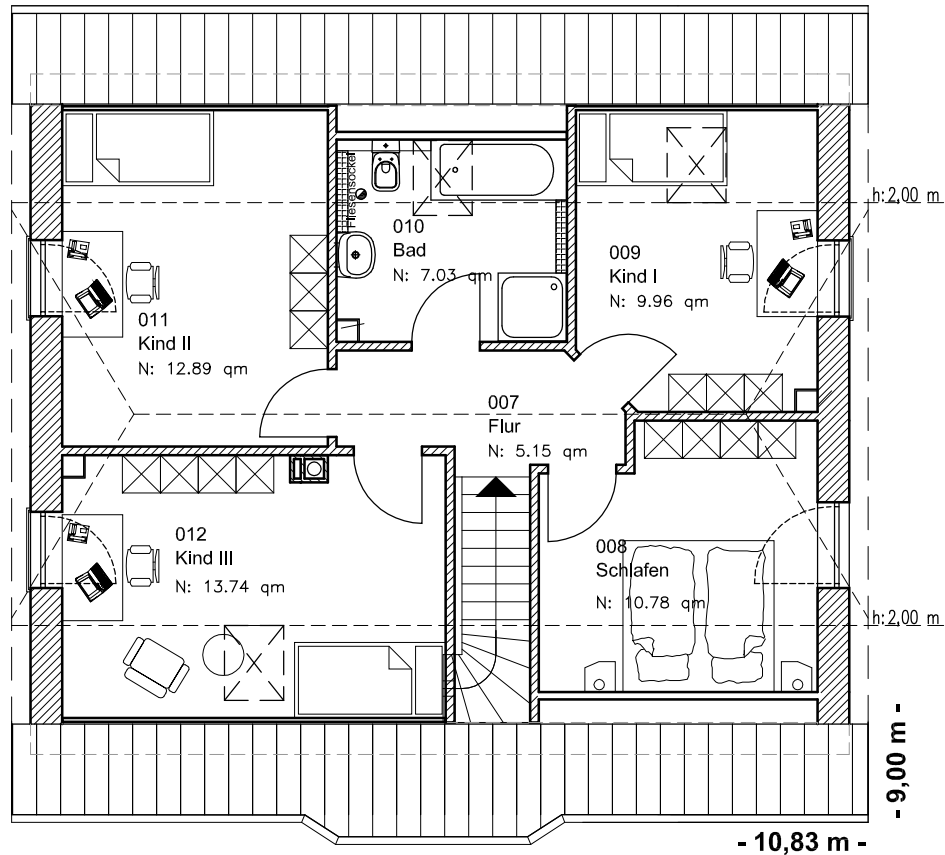 h:2,00 m
Fliesensockel
010
Bad
N: 7.03 qm
009
Kind I
N: 9.96 qm
011
Kind II
N: 12.89 qm
007
Flur
N: 5.15 qm
012
Kind III
N: 13.74 qm
008
Schlafen
N: 10.78 qm
h:2,00 m
- 9,00 m -
- 10,83 m -